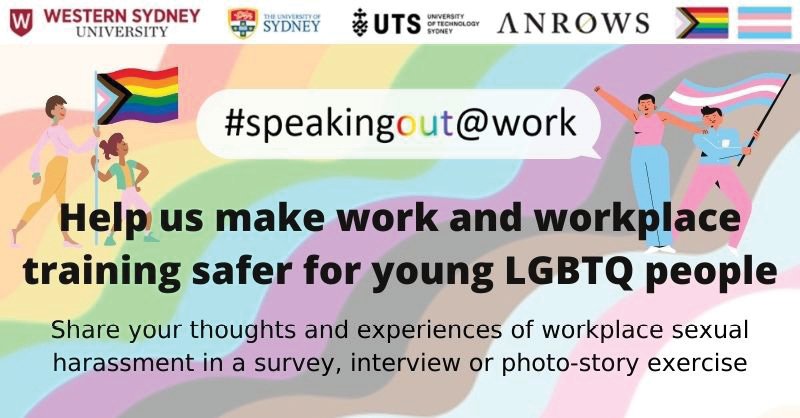 WESTERN SYDNEY
UNIVERSITY
THE UNIVERSITY OF
SYDNEY
UTS
UNIVERSITY
OF TECHNOLOGY
SYDNEY
ANROWS
#speakingout@work
Help us make work and workplace
training safer for young LGBTQ people
Share your thoughts and experiences of workplace sexual
harassment in a survey, interview or photo-story exercise